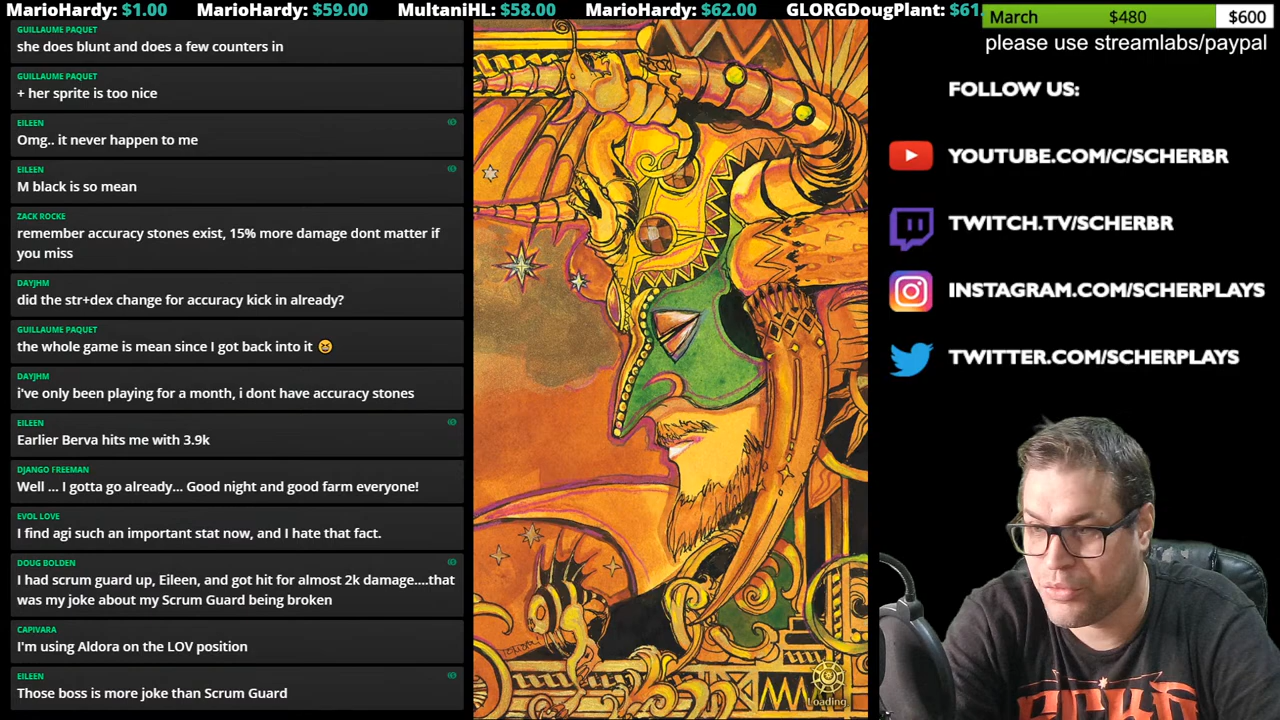 MarioHardy: $1.00 MarioHardy: $59.00 MultaniHL: $58.00 MarioHardy: $62.00 GLORGDougPlant: $61.
March $480 $600
please use streamlabs/paypal
GUILLAUME PAQUET
she does blunt and does a few counters in
GUILLAUME PAQUET
+ her sprite is too nice
EILEEN
Omg.. it never happen to me
EILEEN
M black is so mean
ZACK ROCKE
remember accuracy stones exist, 15% more damage dont matter if
you miss
DAYJHM
did the str+dex change for accuracy kick in already?
GUILLAUME PAQUET
the whole game is mean since I got back into it 😆
DAYJHM
i've only been playing for a month, i dont have accuracy stones
EILEEN
Earlier Berva hits me with 3.9k
DJANGO FREEMAN
Well ... I gotta go already... Good night and good farm everyone!
EVOL LOVE
I find agi such an important stat now, and I hate that fact.
DOUG BOLDEN
I had scrum guard up, Eileen, and got hit for almost 2k damage....that
was my joke about my Scrum Guard being broken
CAPIVARA
I'm using Aldora on the LOV position
EILEEN
Those boss is more joke than Scrum Guard
Loading
FOLLOW US:
YOUTUBE.COM/C/SCHERBR
TWITCH.TV/SCHERBR
INSTAGRAM.COM/SCHERPLAYS
TWITTER.COM/SCHERPLAYS